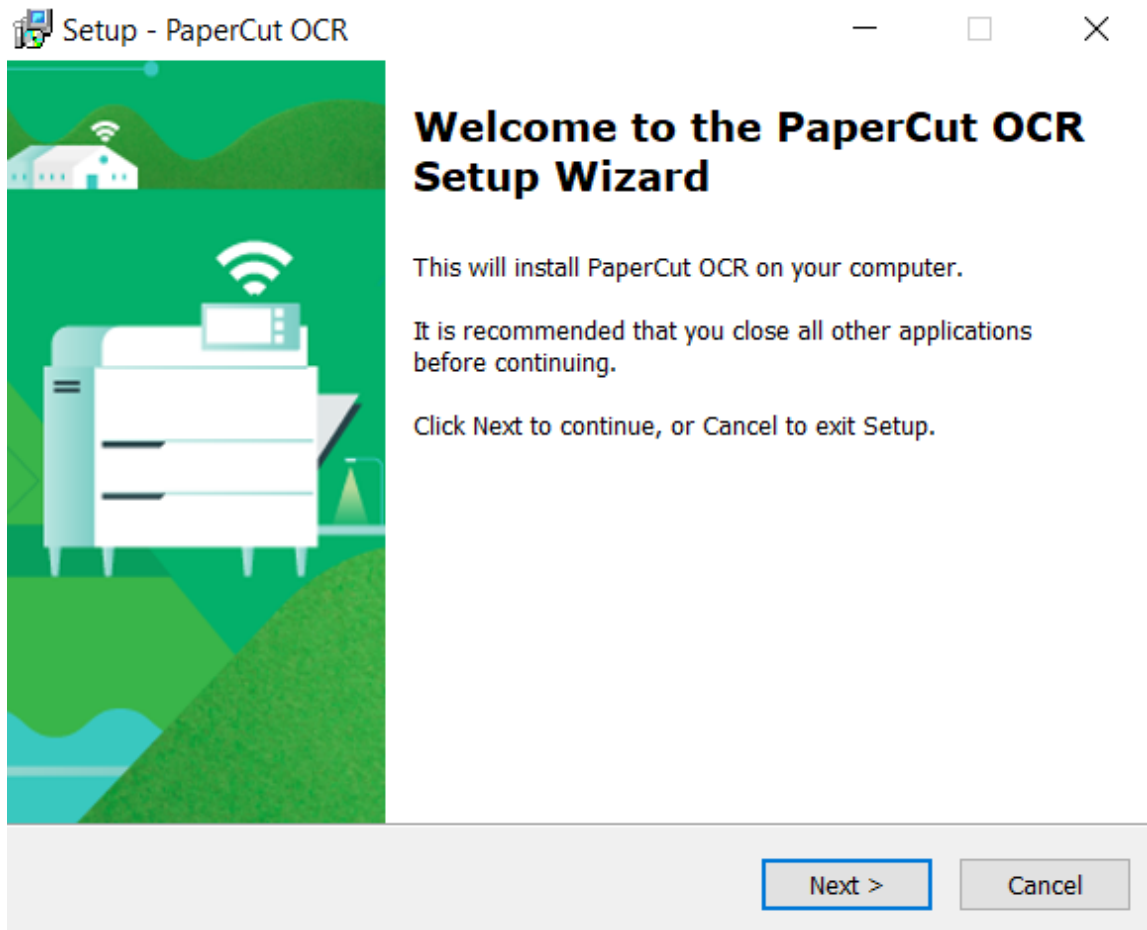 Setup - PaperCut OCR
Welcome to the PaperCut OCR
Setup Wizard
This will install PaperCut OCR on your computer.
It is recommended that you close all other applications
before continuing.
Click Next to continue, or Cancel to exit Setup.
Next >
Cancel